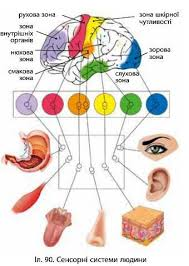 рухова зона
зона шкірної
чутливості
зона
внутрішніх
органів
нюхова
зона
зорова
зона
смакова
зона
слухова
зона
Іл. 90. Сенсорні системи людини